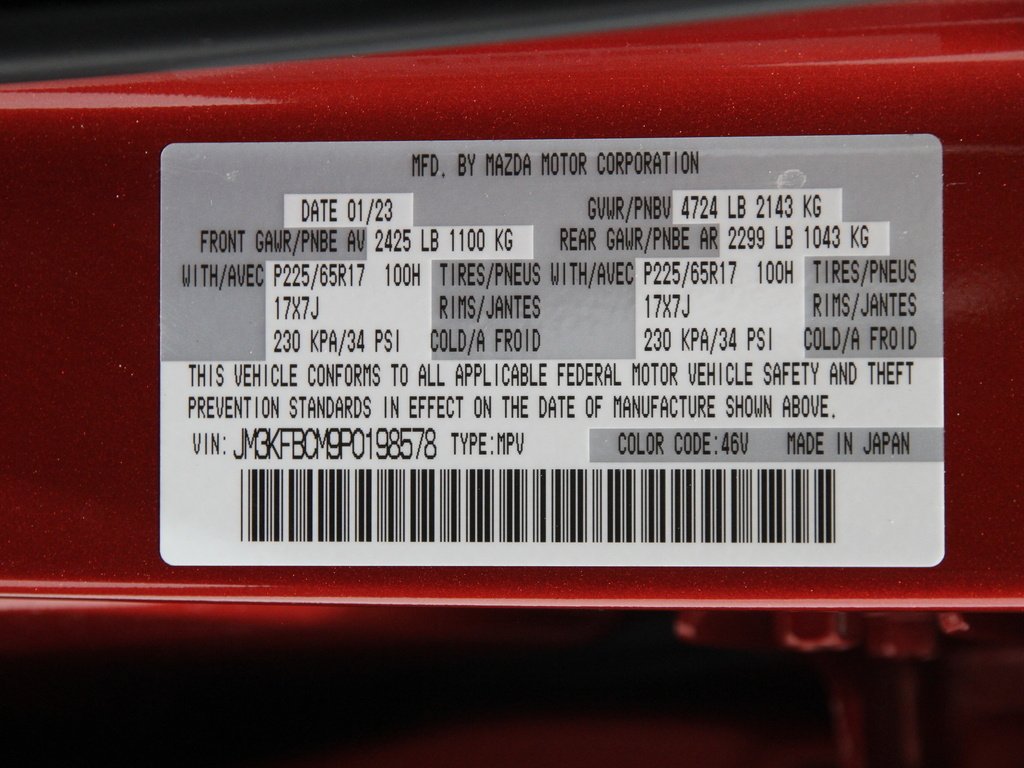 MFD. BY MAZDA MOTOR CORPORATION
DATE 01/23 GVWR/PNBV 4724 LB 2143 KG
FRONT GAWR/PNBE AV 2425 LB 1100 KG REAR GAWR/PNBE AR 2299 LB 1043 KG
WITH/AVEC P225/65R17 100H TIRES/PNEUS WITH/AVEC P225/65R17 100H TIRES/PNEUS
17X7J RIMS/JANTES 17X7J RIMS/JANTES
230 KPA/34 PSI COLD/A FROID 230 KPA/34 PSI COLD/A FROID
THIS VEHICLE CONFORMS TO ALL APPLICABLE FEDERAL MOTOR VEHICLE SAFETY AND THEFT
PREVENTION STANDARDS IN EFFECT ON THE DATE OF MANUFACTURE SHOWN ABOVE.
VIN: JM3KFBCM9P0198578 TYPE:MPV COLOR CODE:46V MADE IN JAPAN